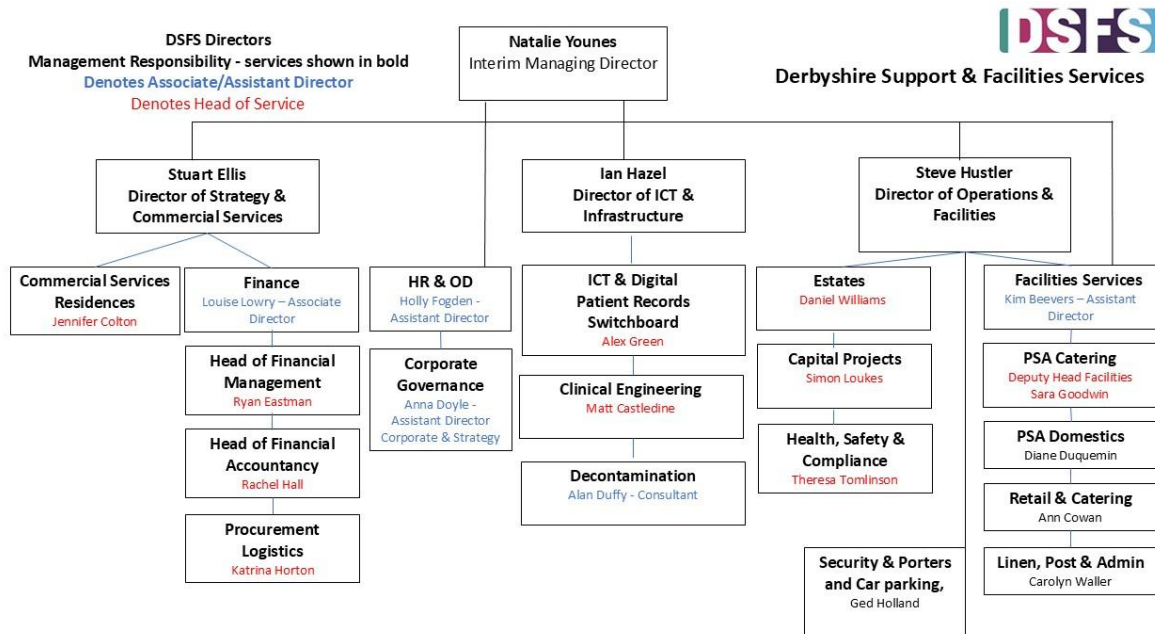 DSFS Directors
Management Responsibility - services shown in bold
Denotes Associate/Assistant Director
Denotes Head of Service
Natalie Younes
Interim Managing Director
DSFS
Derbyshire Support & Facilities Services
Stuart Ellis
Director of Strategy &
Commercial Services
Ian Hazel
Director of ICT &
Infrastructure
Steve Hustler
Director of Operations &
Facilities
Commercial Services
Residences
Jennifer Colton
Finance
Louise Lowry – Associate
Director
Head of Financial
Management
Ryan Eastman
Head of Financial
Accountancy
Rachel Hall
Procurement
Logistics
Katrina Horton
HR & OD
Holly Fogden -
Assistant Director
Corporate
Governance
Anna Doyle -
Assistant Director
Corporate & Strategy
ICT & Digital
Patient Records
Switchboard
Alex Green
Clinical Engineering
Matt Castledine
Decontamination
Alan Duffy - Consultant
Estates
Daniel Williams
Capital Projects
Simon Loukes
Health, Safety &
Compliance
Theresa Tomlinson
Security & Porters
and Car parking,
Ged Holland
Facilities Services
Kim Beevers – Assistant
Director
PSA Catering
Deputy Head Facilities
Sara Goodwin
PSA Domestics
Diane Duquemin
Retail & Catering
Ann Cowan
Linen, Post & Admin
Carolyn Waller